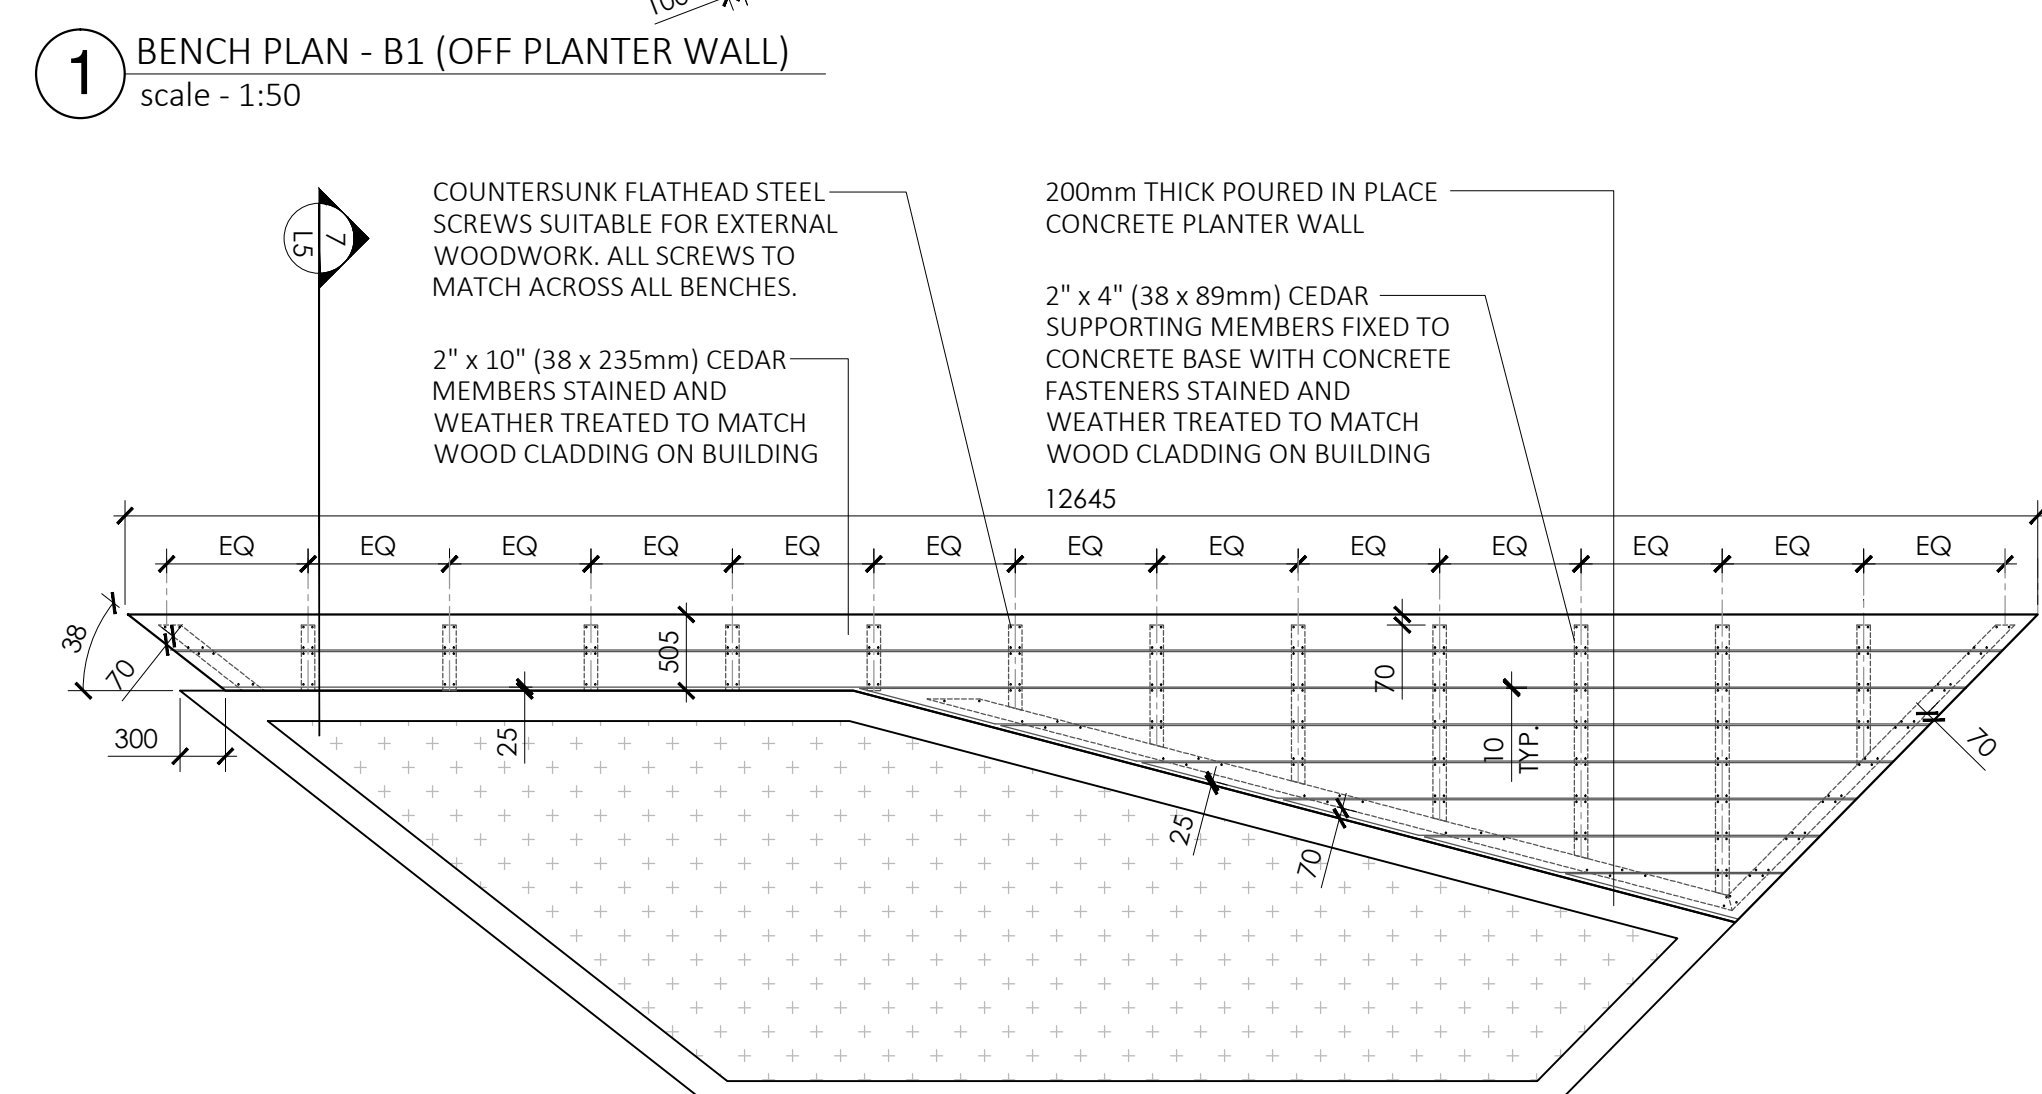 100
1
BENCH PLAN - B1 (OFF PLANTER WALL)
scale - 1:50
7
L5
COUNTERSUNK FLATHEAD STEEL
SCREWS SUITABLE FOR EXTERNAL
WOODWORK. ALL SCREWS TO
MATCH ACROSS ALL BENCHES.
2" x 10" (38 x 235mm) CEDAR
MEMBERS STAINED AND
WEATHER TREATED TO MATCH
WOOD CLADDING ON BUILDING
200mm THICK POURED IN PLACE
CONCRETE PLANTER WALL
2" x 4" (38 x 89mm) CEDAR
SUPPORTING MEMBERS FIXED TO
CONCRETE BASE WITH CONCRETE
FASTENERS STAINED AND
WEATHER TREATED TO MATCH
WOOD CLADDING ON BUILDING
12645
EQ EQ EQ EQ EQ EQ EQ EQ EQ EQ EQ EQ EQ
38
70
505
70
300
25
10
TYP.
70
25
70